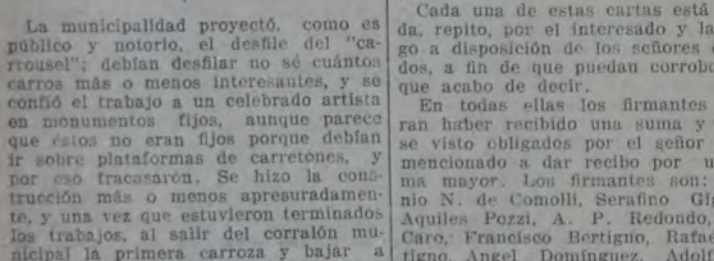 La municipalidad proyectó, como es
público y notorio, el desfile del "ca-
rrousel"; debían desfilar no sé cuántos
carros más o menos interesantes, y se
confió el trabajo a un celebrado artista
en monumentos fijos, aunque parece
que éstos no eran fijos porque debían
ir sobre plataformas de carretones, y
por eso fracasaron. Se hizo la cons-
trucción más o menos apresuradamen-
te, y una vez que estuvieron terminados
los trabajos, al salir del corralón mu-
nicipal la primera carroza y bajar a
Cada una de estas cartas está
da, repito, por el interesado y la
go a disposición de los señores
dos, a fin de que puedan corrobo
que acabo de decir.
En todas ellas los firmantes
ran haber recibido una suma y
se visto obligados por el señor
mencionado a dar recibo por u
ma mayor. Los firmantes son:
nio N. de Comolli, Serafino
Aquiles Pozzi, A. P. Redondo,
Caro, Francisco Bertigno, Rafae
tigno, Angel Domínguez, Adolf